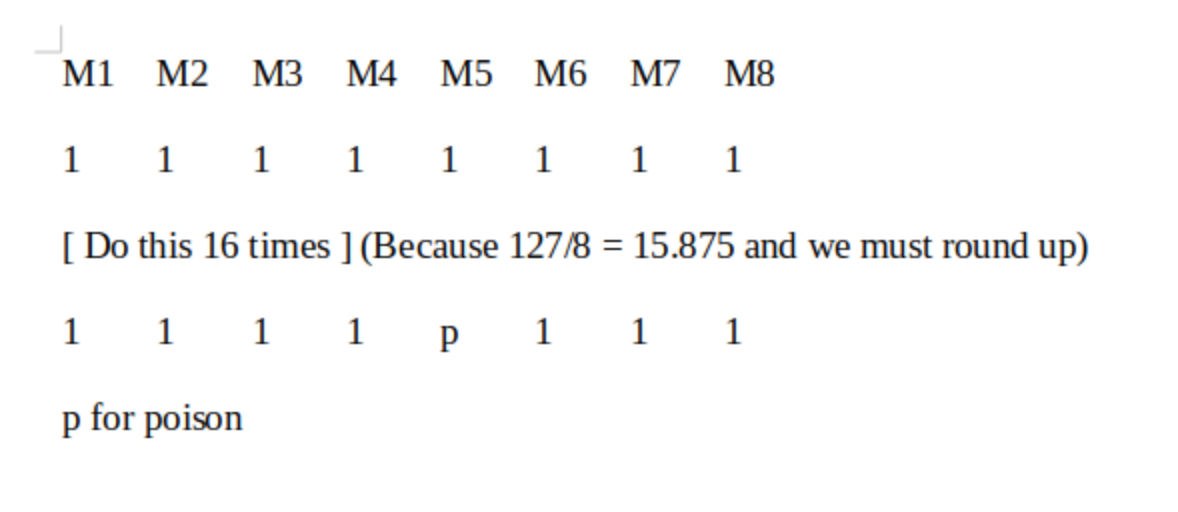 M1 M2 M3 M4 M5 M6 M7 M8
1 1 1 1 1 1 1 1
[ Do this 16 times ] (Because 127/8 = 15.875 and we must round up)
1 1 1 1 p 1 1 1
p for poison